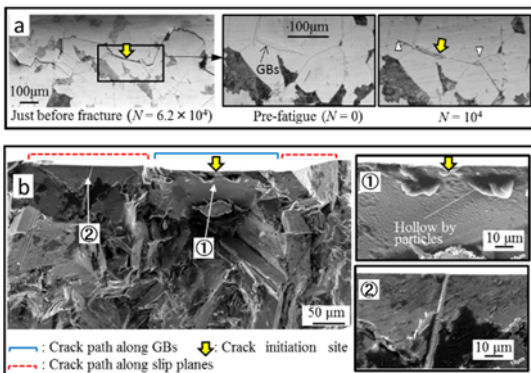 a
100μm
GBs
100μm
Just before fracture (N = 6.2 × 10⁴)
Pre-fatigue (N = 0)
N = 10⁴
b
②
①
50 μm
①
Hollow by
particles
10 μm
②
10 μm
: Crack path along GBs
: Crack initiation site
: Crack path along slip planes